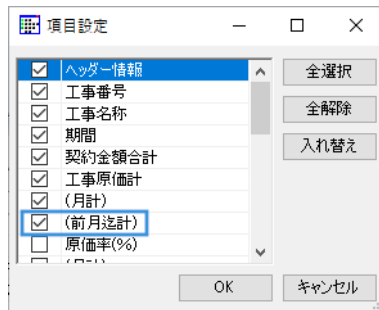 項目設定
ヘッダー情報
全選択
工事番号
工事名称
全解除
期間
入れ替え
契約金額合計
工事原価計
(月計)
(前月迄計)
原価率(%)
OK
キャンセル